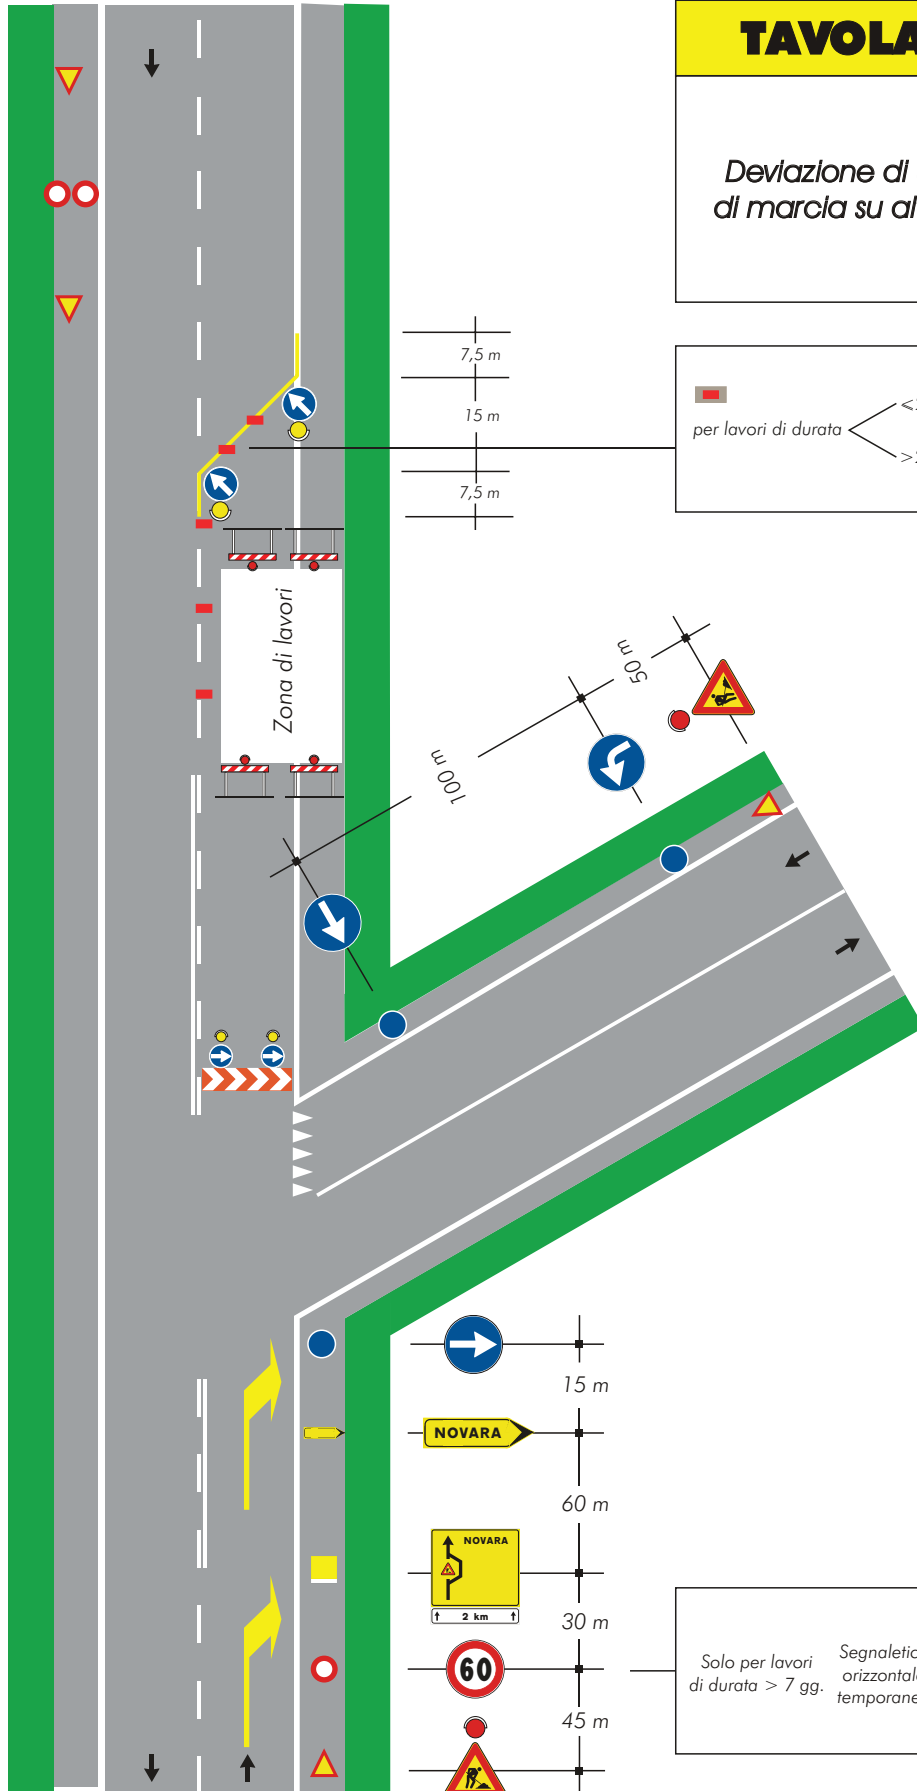 TAVOLA
Deviazione di
di marcia su al
7,5 m
15 m
7,5 m
per lavori di durata
Zona di lavori
50 m
100 m
15 m
NOVARA
60 m
NOVARA
2 km
30 m
60
45 m
Solo per lavori
di durata > 7 gg.
Segnaletic
orizzontal
temporane